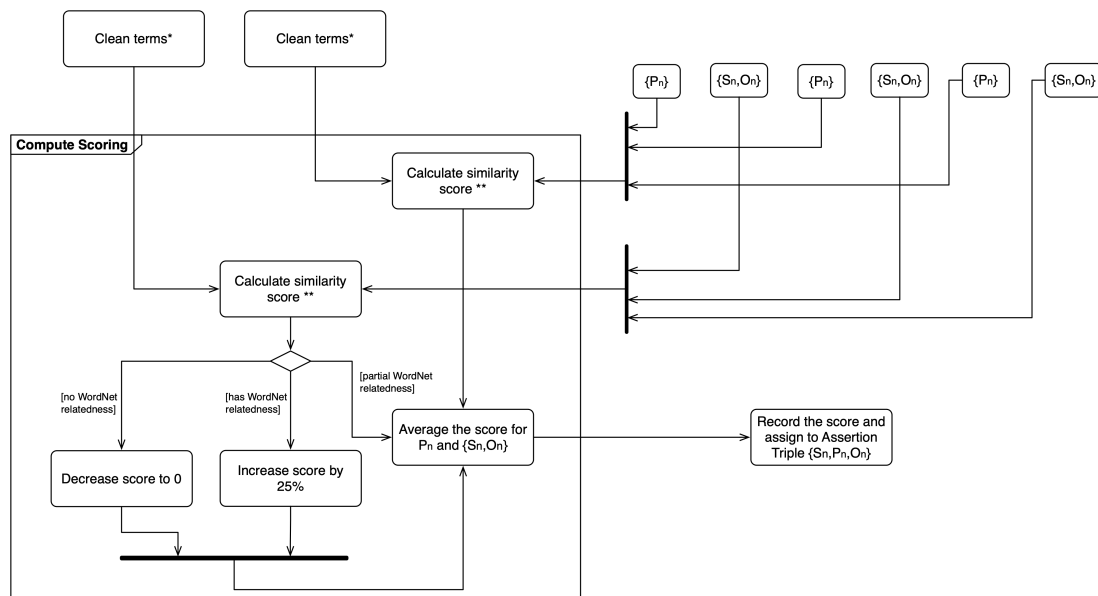 Clean terms*
Clean terms*
{Pn}
{Sn,On}
{Pn}
{Sn,On}
{Pn}
{Sn,On}
Compute Scoring
Calculate similarity
score **
Calculate similarity
score **
[no WordNet
relatedness]
[has WordNet
relatedness]
[partial WordNet
relatedness]
Decrease score to 0
Increase score by
25%
Average the score for
Pn and {Sn,On}
Record the score and
assign to Assertion
Triple {Sn,Pn,On}